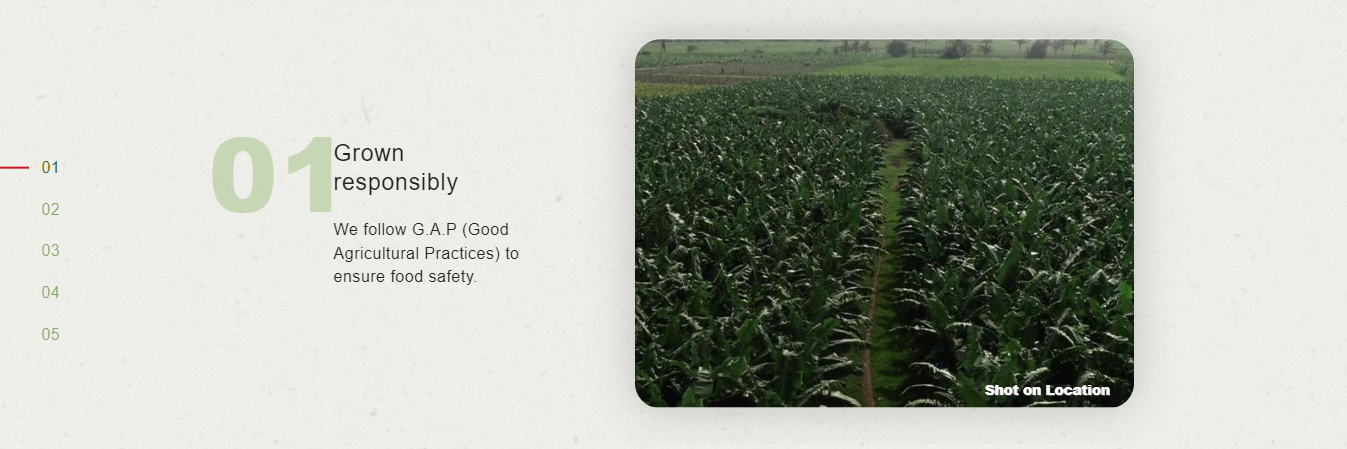 01
02
03
04
05
01
Grown
responsibly
We follow G.A.P (Good
Agricultural Practices) to
ensure food safety.
Shot on Location